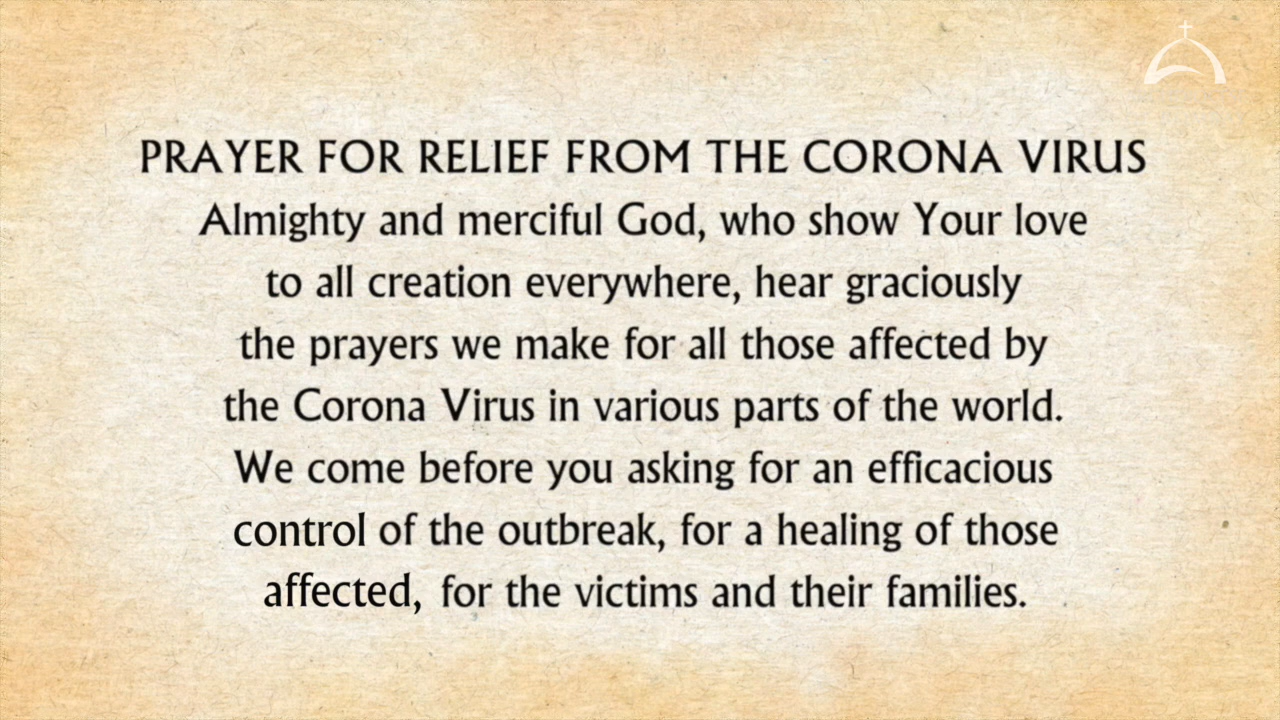 PRAYER FOR RELIEF FROM THE CORONA VIRUS
Almighty and merciful God, who show Your love
to all creation everywhere, hear graciously
the prayers we make for all those affected by
the Corona Virus in various parts of the world.
We come before you asking for an efficacious
control of the outbreak, for a healing of those
affected, for the victims and their families.